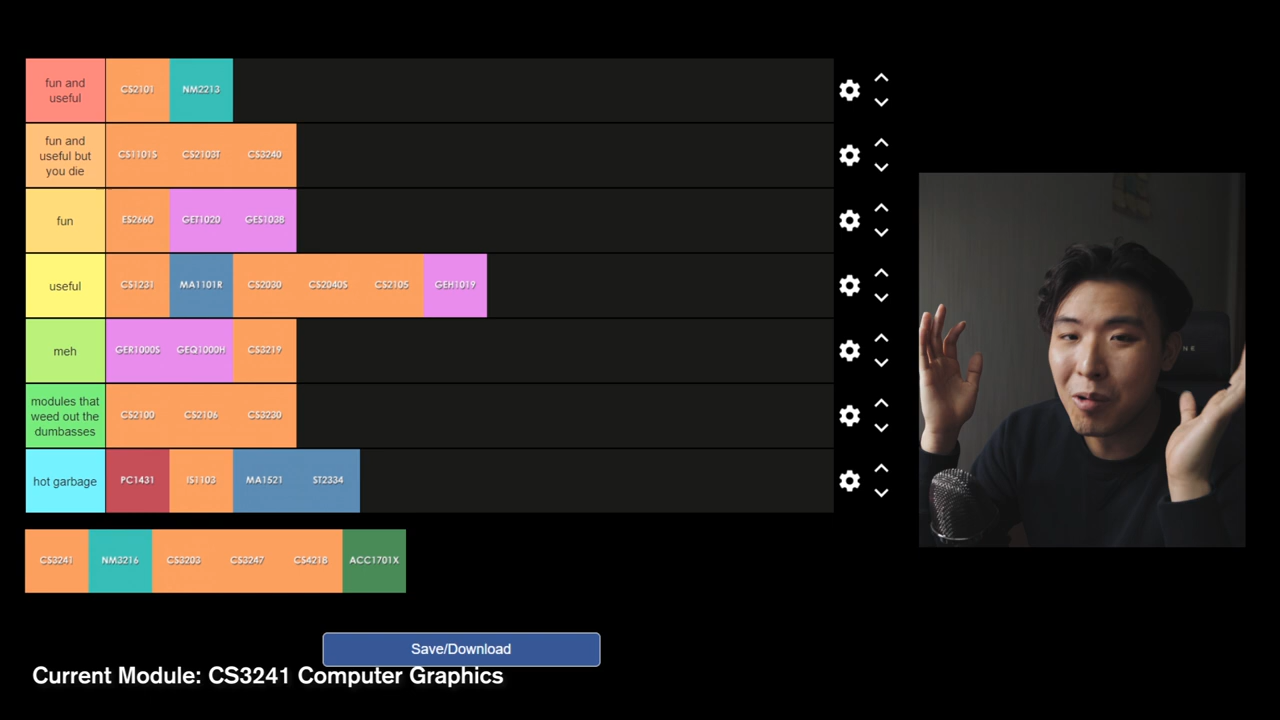 fun and
useful
CS2101
NM2213
fun and
useful but
you die
CS1101S
CS2103T
CS3240
fun
ES2660
GET1020
GES1038
useful
CS1231
MA1101R
CS2030
CS2040S
CS2105
GEH1019
meh
GER1000S
GEQ1000H
CS3219
modules that
weed out the
dumbasses
CS2100
CS2106
CS3230
hot garbage
PC1431
IS1103
MA1521
ST2334
CS3241
NM3216
CS3203
CS3247
CS4218
ACC1701X
Save/Download
Current Module: CS3241 Computer Graphics